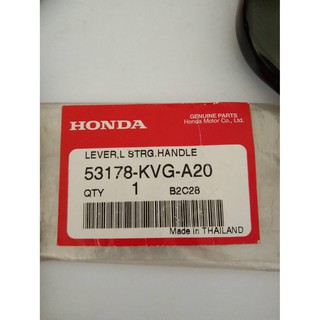 HONDA
GENUINE PARTS
Honda Motor Co., Ltd.
LEVER,L STRG.HANDLE
53178-KVG-A20
QTY 1 B2C28
Made in THAILAND